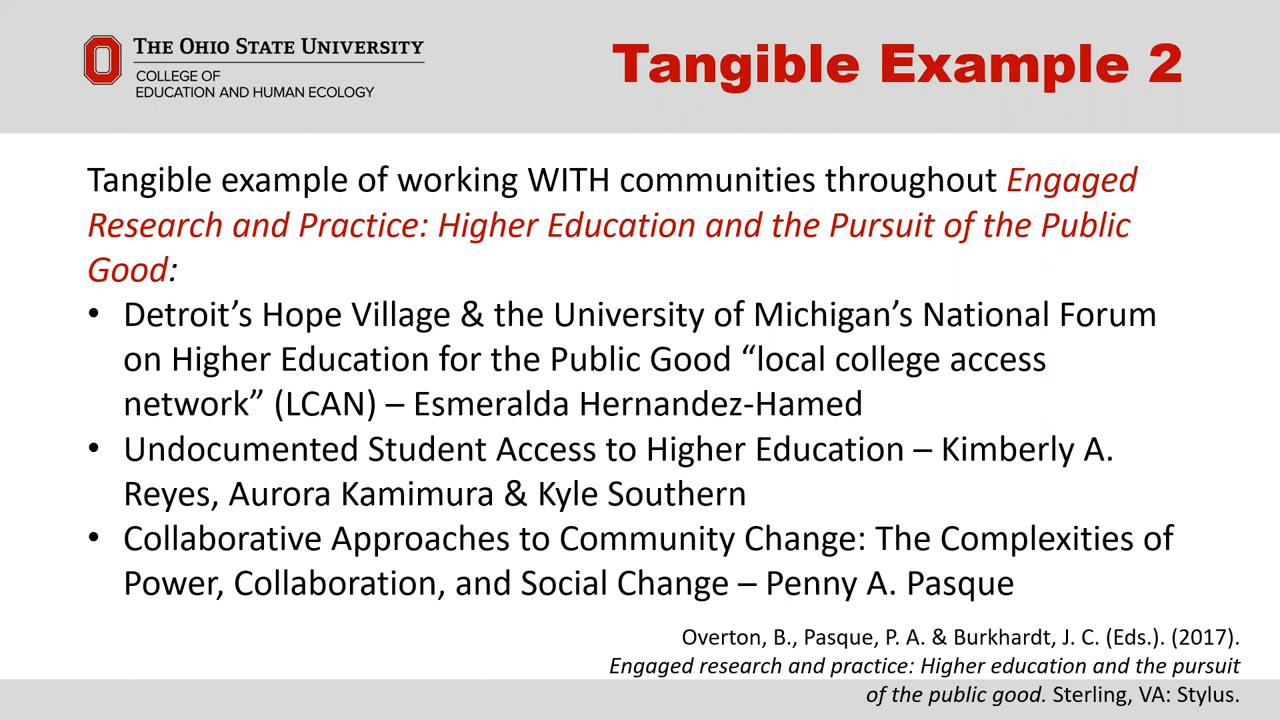 THE OHIO STATE UNIVERSITY
COLLEGE OF
EDUCATION AND HUMAN ECOLOGY
Tangible Example 2
Tangible example of working WITH communities throughout Engaged
Research and Practice: Higher Education and the Pursuit of the Public
Good:
• Detroit’s Hope Village & the University of Michigan’s National Forum
on Higher Education for the Public Good “local college access
network” (LCAN) – Esmeralda Hernandez-Hamed
• Undocumented Student Access to Higher Education – Kimberly A.
Reyes, Aurora Kamimura & Kyle Southern
• Collaborative Approaches to Community Change: The Complexities of
Power, Collaboration, and Social Change – Penny A. Pasque
Overton, B., Pasque, P. A. & Burkhardt, J. C. (Eds.). (2017).
Engaged research and practice: Higher education and the pursuit
of the public good. Sterling, VA: Stylus.